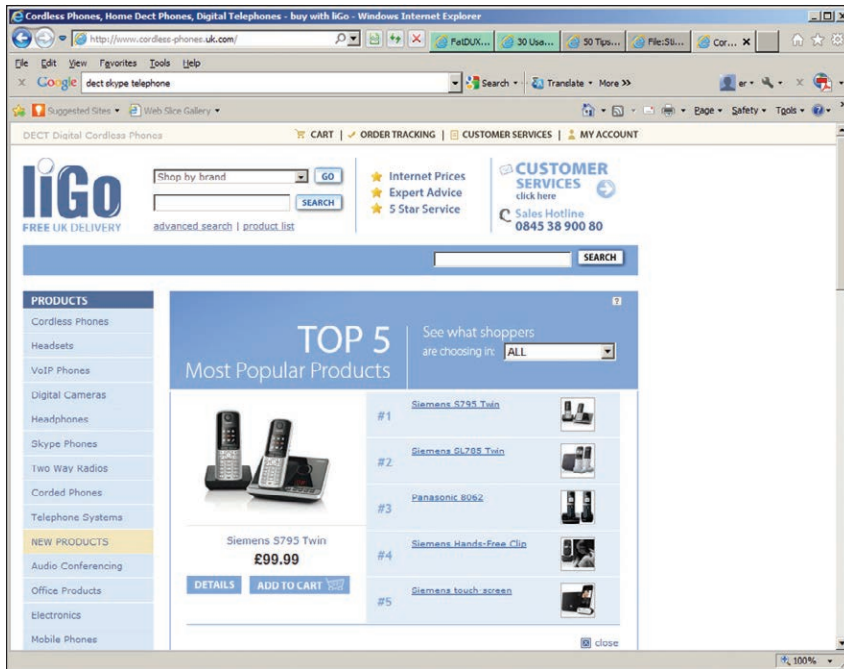 Cordless Phones, Home Dect Phones, Digital Telephones - buy with liGo - Windows Internet Explorer
http://www.cordless-phones.uk.com/
FatDUX...
30 Usa...
50 Tips...
File:Sti...
Cor...
File Edit View Favorites Tools Help
Google dect skype telephone Search Translate More >> er
Suggested Sites Web Slice Gallery Page Safety Tools
DECT Digital Cordless Phones
CART | ORDER TRACKING | CUSTOMER SERVICES | MY ACCOUNT
liGo
FREE UK DELIVERY
Shop by brand GO
SEARCH
advanced search | product list
Internet Prices
Expert Advice
5 Star Service
CUSTOMER
SERVICES
click here
Sales Hotline
0845 38 900 80
SEARCH
PRODUCTS
Cordless Phones
Headsets
VoIP Phones
Digital Cameras
Headphones
Skype Phones
Two Way Radios
Corded Phones
Telephone Systems
NEW PRODUCTS
Audio Conferencing
Office Products
Electronics
Mobile Phones
?
TOP 5
Most Popular Products
See what shoppers
are choosing in: ALL
Siemens S795 Twin
£99.99
DETAILS ADD TO CART
#1 Siemens S795 Twin
#2 Siemens SL785 Twin
#3 Panasonic 8062
#4 Siemens Hands-Free Clip
#5 Siemens touch screen
close
100%